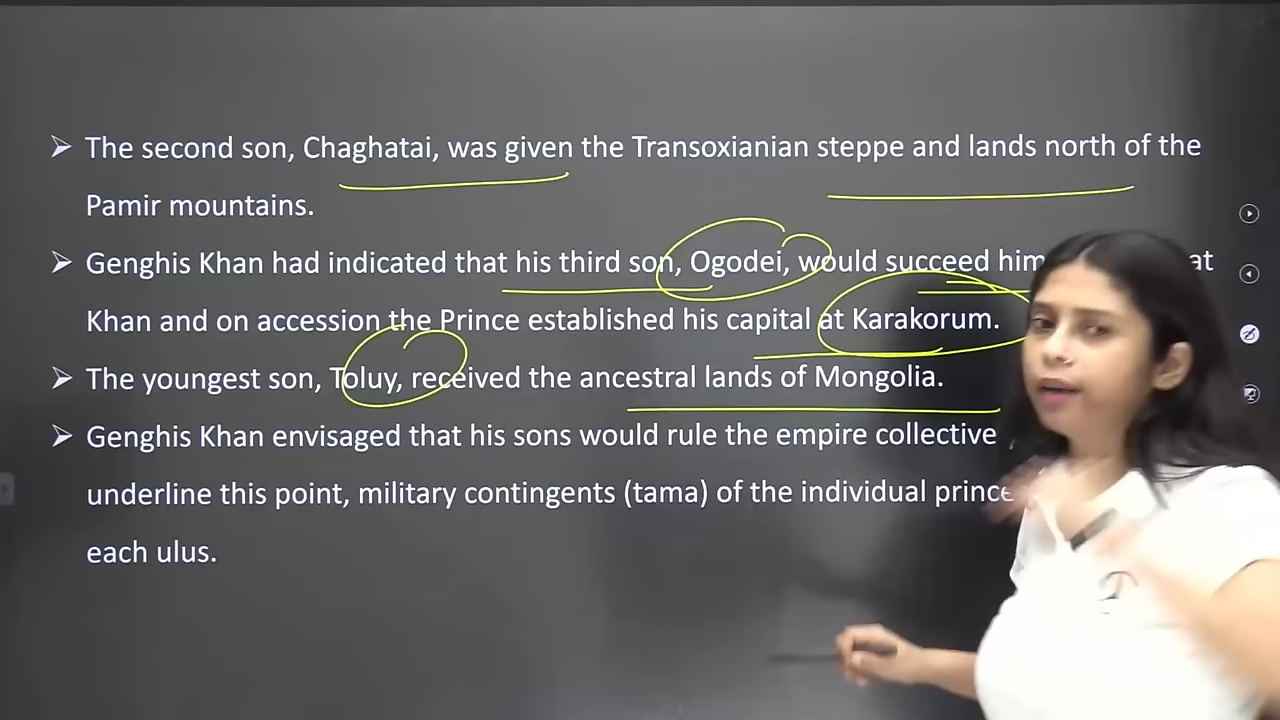 ➢ The second son, Chaghatai, was given the Transoxianian steppe and lands north of the
Pamir mountains.
➢ Genghis Khan had indicated that his third son, Ogodei, would succeed him at
Khan and on accession the Prince established his capital at Karakorum.
➢ The youngest son, Toluy, received the ancestral lands of Mongolia.
➢ Genghis Khan envisaged that his sons would rule the empire collective
underline this point, military contingents (tama) of the individual prince
each ulus.